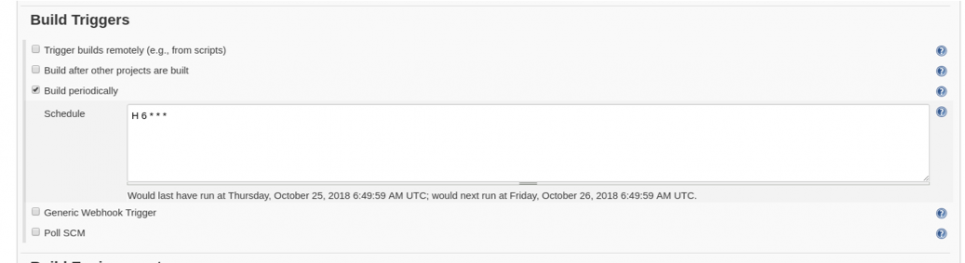 Build Triggers
Trigger builds remotely (e.g., from scripts)
Build after other projects are built
Build periodically
Schedule
H 6 * * *
Would last have run at Thursday, October 25, 2018 6:49:59 AM UTC; would next run at Friday, October 26, 2018 6:49:59 AM UTC.
Generic Webhook Trigger
Poll SCM